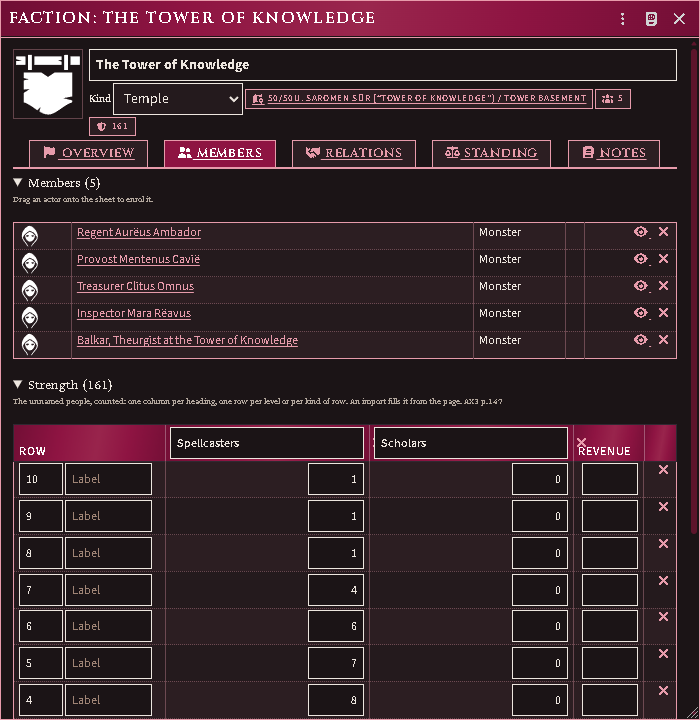 FACTION: THE TOWER OF KNOWLEDGE
The Tower of Knowledge
Kind Temple 50/50U. SAROMEN SÛR ("TOWER OF KNOWLEDGE") / TOWER BASEMENT 5
161
OVERVIEW MEMBERS RELATIONS STANDING NOTES
Members (5)
Drag an actor onto the sheet to enrol it.
Regent Aurëus Ambador Monster
Provost Mentenus Cavië Monster
Treasurer Clitus Omnus Monster
Inspector Mara Rëavus Monster
Balkar, Theurgist at the Tower of Knowledge Monster
Strength (161)
The unnamed people, counted: one column per heading, one row per level or per kind of row. An import fills it from the page. AX3 p.147
ROW Spellcasters Scholars REVENUE
10 Label 1 0
9 Label 1 0
8 Label 1 0
7 Label 4 0
6 Label 6 0
5 Label 7 0
4 Label 8 0